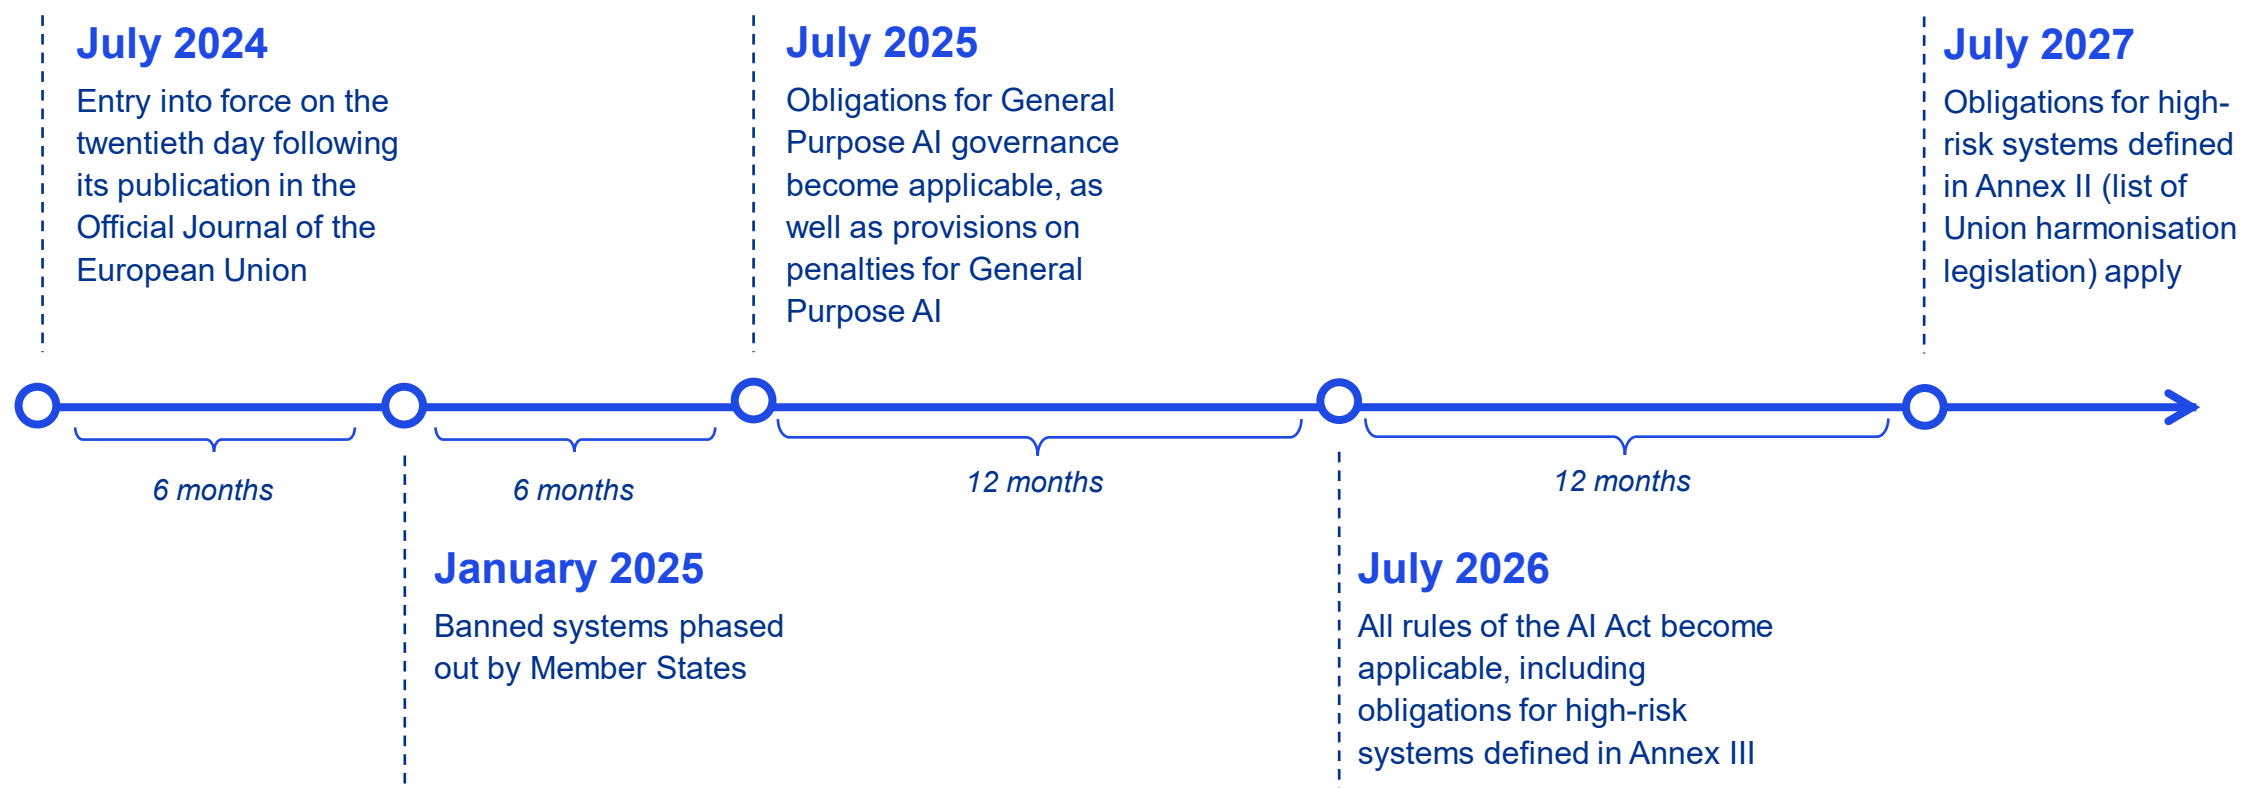 July 2024
Entry into force on the
twentieth day following
its publication in the
Official Journal of the
European Union
July 2025
Obligations for General
Purpose AI governance
become applicable, as
well as provisions on
penalties for General
Purpose AI
July 2027
Obligations for high-
risk systems defined
in Annex II (list of
Union harmonisation
legislation) apply
6 months
6 months
12 months
12 months
January 2025
Banned systems phased
out by Member States
July 2026
All rules of the AI Act become
applicable, including
obligations for high-risk
systems defined in Annex III